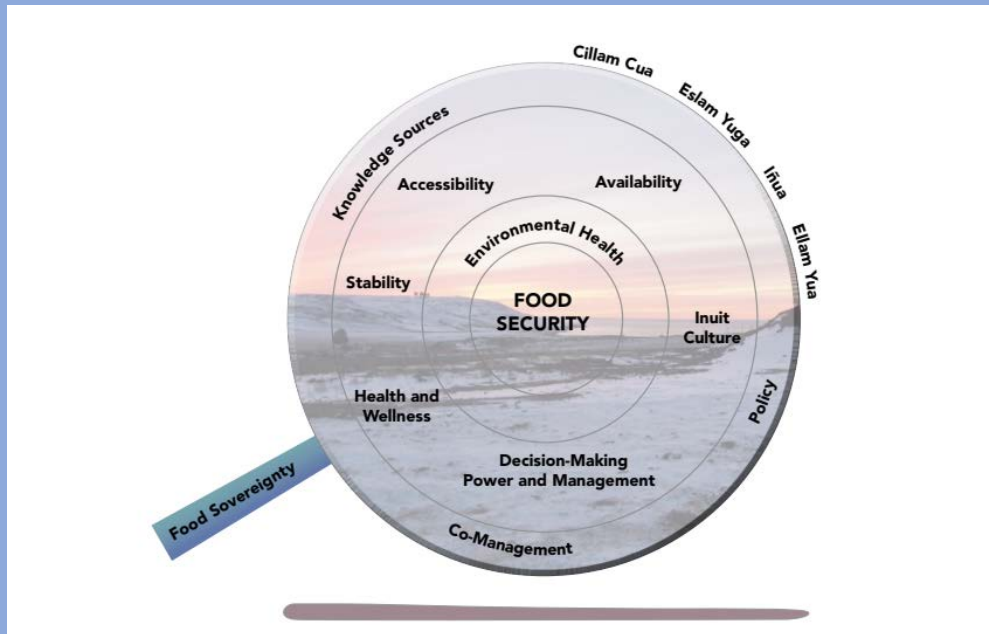 Cillam Cua
Eslam Yuga
Iñua
Ellam Yua
Knowledge Sources
Accessibility
Availability
Environmental Health
Stability
FOOD
SECURITY
Inuit
Culture
Health and
Wellness
Policy
Decision-Making
Power and Management
Food Sovereignty
Co-Management